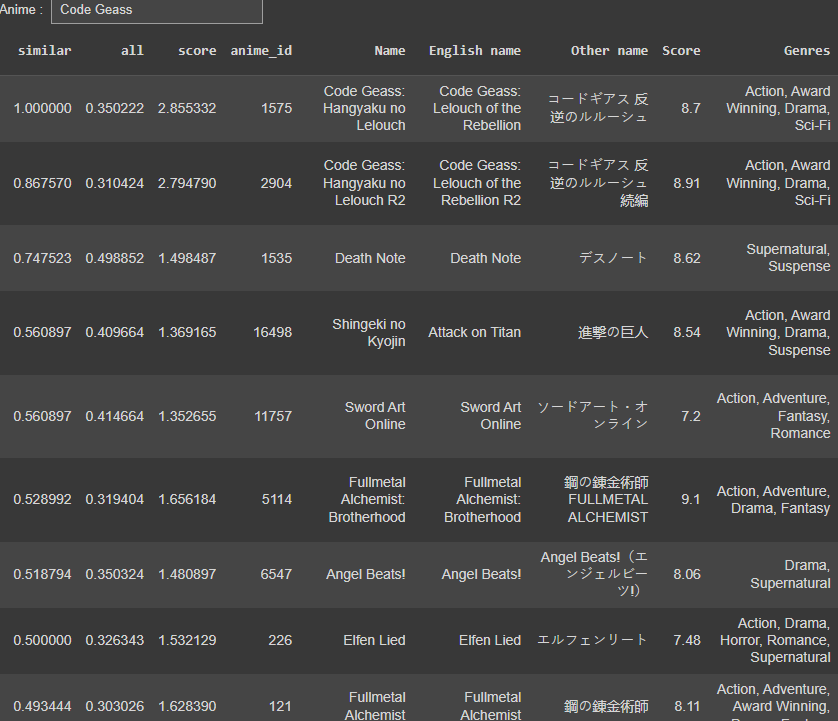 Anime : Code Geass
similar all score anime_id Name English name Other name Score Genres
Code Geass: Code Geass: コードギアス 反 Action, Award
1.000000 0.350222 2.855332 1575 Hangyaku no Lelouch of the 逆のルルーシュ 8.7 Winning, Drama,
Lelouch Rebellion Sci-Fi
Code Geass: Code Geass: コードギアス 反 Action, Award
0.867570 0.310424 2.794790 2904 Hangyaku no Lelouch of the 逆のルルーシュ 8.91 Winning, Drama,
Lelouch R2 Rebellion R2 続編 Sci-Fi
Supernatural,
0.747523 0.498852 1.498487 1535 Death Note Death Note デスノート 8.62
Suspense
Shingeki no Action, Award
0.560897 0.409664 1.369165 16498 Attack on Titan 進撃の巨人 8.54 Winning, Drama,
Kyojin Suspense
Sword Art Sword Art ソードアート・オ Action, Adventure,
0.560897 0.414664 1.352655 11757 7.2 Fantasy,
Online Online ンライン Romance
Fullmetal Fullmetal 鋼の錬金術師
0.528992 0.319404 1.656184 5114 Alchemist: Alchemist: FULLMETAL 9.1 Action, Adventure,
Brotherhood Brotherhood ALCHEMIST Drama, Fantasy
Angel Beats!（エ
0.518794 0.350324 1.480897 6547 Angel Beats! Angel Beats! ンジェルビー 8.06 Drama,
ツ!） Supernatural
Action, Drama,
0.500000 0.326343 1.532129 226 Elfen Lied Elfen Lied エルフェンリート 7.48 Horror, Romance,
Supernatural
Fullmetal Fullmetal Action, Adventure,
0.493444 0.303026 1.628390 121 鋼の錬金術師 8.11 Award Winning,
Alchemist Alchemist